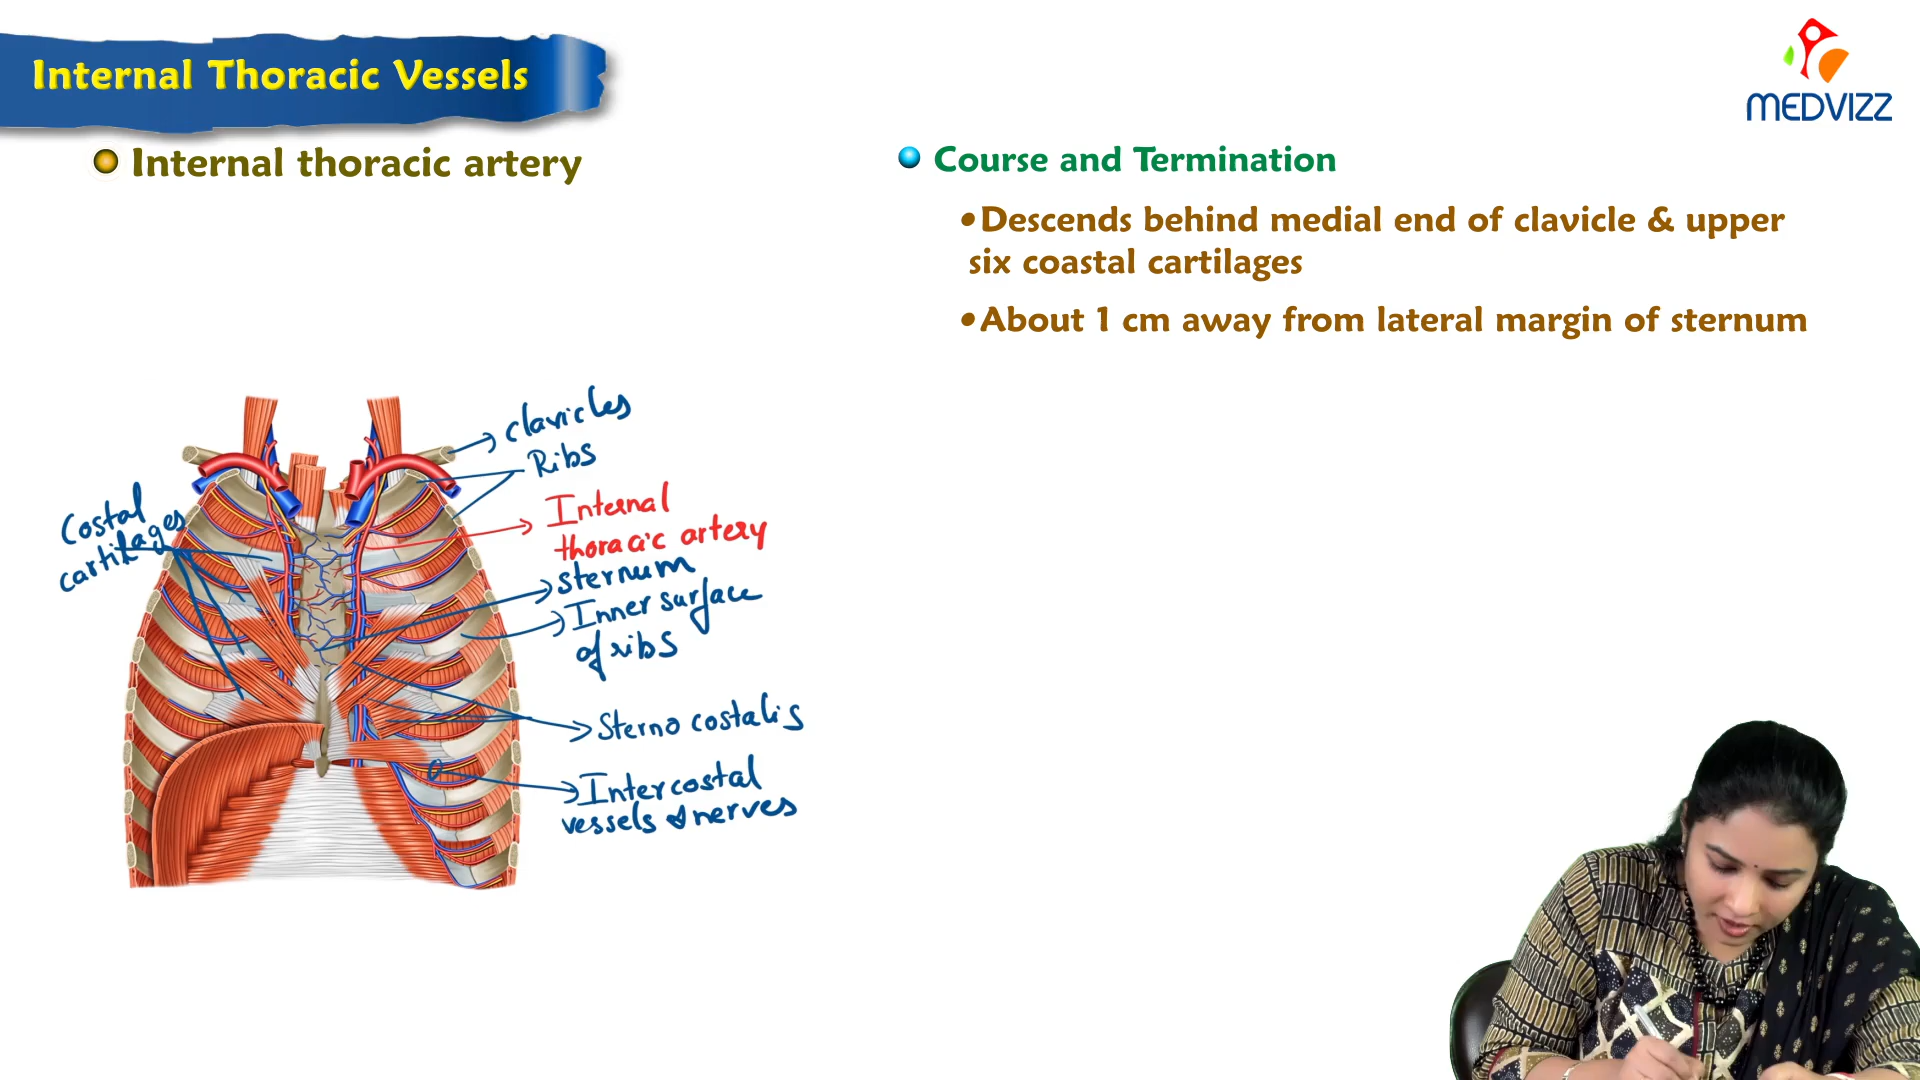 Internal Thoracic Vessels
MEDVIZZ
Internal thoracic artery
Course and Termination
•Descends behind medial end of clavicle & upper
six coastal cartilages
•About 1 cm away from lateral margin of sternum
clavicles
Ribs
Internal
thoracic artery
sternum
Inner surface
of ribs
Sterno costalis
Intercostal
vessels & nerves
Costal
cartilages